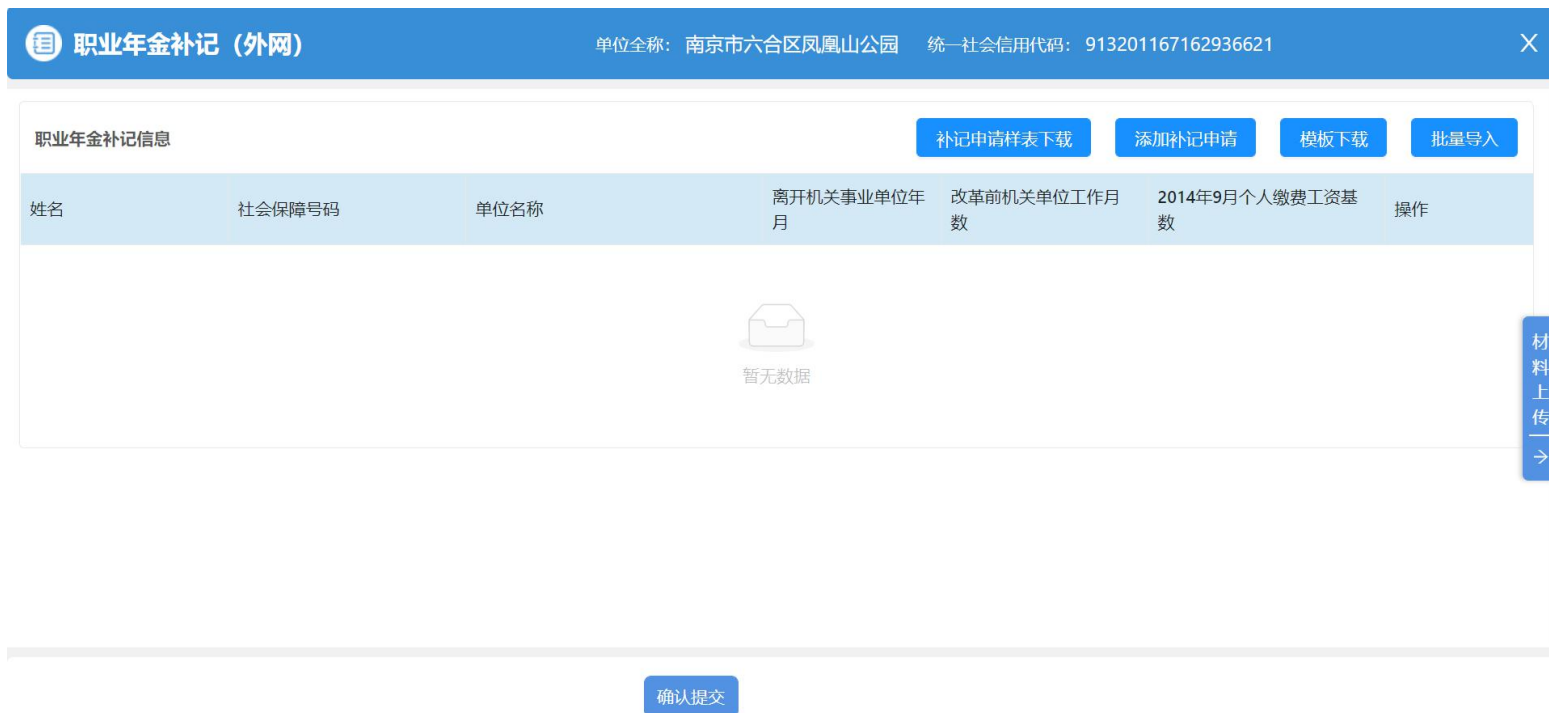 职业年金补记（外网）
单位全称：南京市六合区凤凰山公园 统一社会信用代码：913201167162936621 X
职业年金补记信息 补记申请样表下载 添加补记申请 模板下载 批量导入
姓名 社会保障号码 单位名称 离开机关事业单位年月 改革前机关单位工作月数 2014年9月个人缴费工资基数 操作
暂无数据
材料上传
确认提交